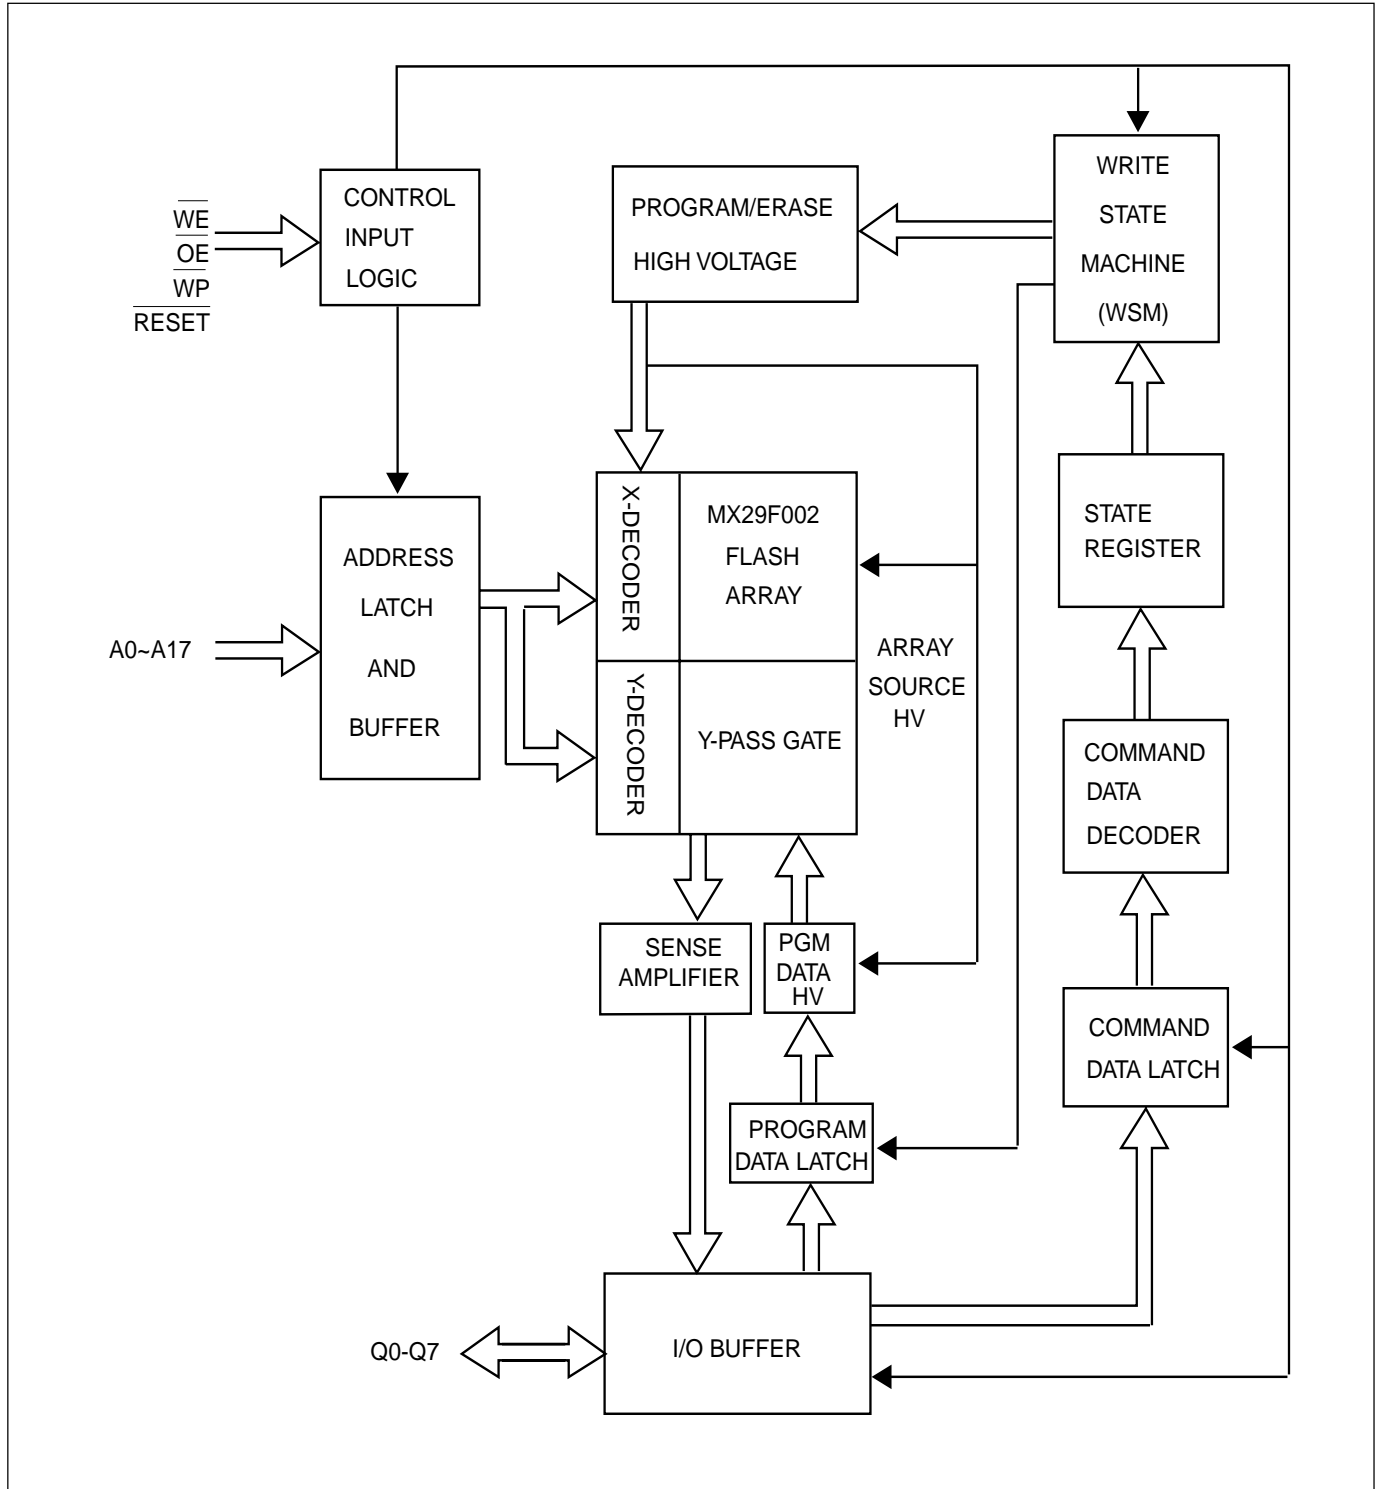 WE
OE
WP
RESET
CONTROL
INPUT
LOGIC
PROGRAM/ERASE
HIGH VOLTAGE
WRITE
STATE
MACHINE
(WSM)
ADDRESS
LATCH
AND
BUFFER
A0~A17
X-DECODER
MX29F002
FLASH
ARRAY
Y-DECODER
Y-PASS GATE
ARRAY
SOURCE
HV
STATE
REGISTER
COMMAND
DATA
DECODER
SENSE
AMPLIFIER
PGM
DATA
HV
COMMAND
DATA LATCH
PROGRAM
DATA LATCH
Q0-Q7
I/O BUFFER